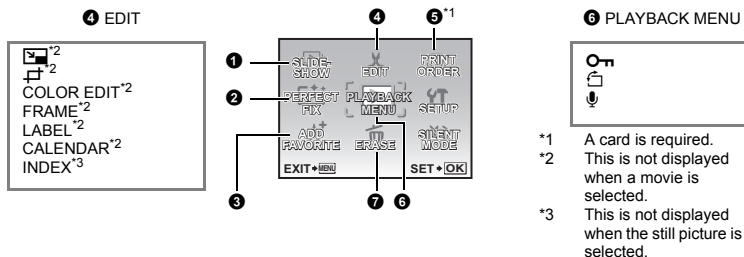 ❹ EDIT
*2
*2
COLOR EDIT*2
FRAME*2
LABEL*2
CALENDAR*2
INDEX*3
❹ ❺*1
❶ ❷ ❸
SLIDE-SHOW EDIT PRINT ORDER
PERFECT FIX PLAYBACK MENU SETUP
ADD FAVORITE ERASE SILENT MODE
EXIT MENU SET OK
❼ ❻
❻ PLAYBACK MENU
*1 A card is required.
*2 This is not displayed
when a movie is
selected.
*3 This is not displayed
when the still picture is
selected.